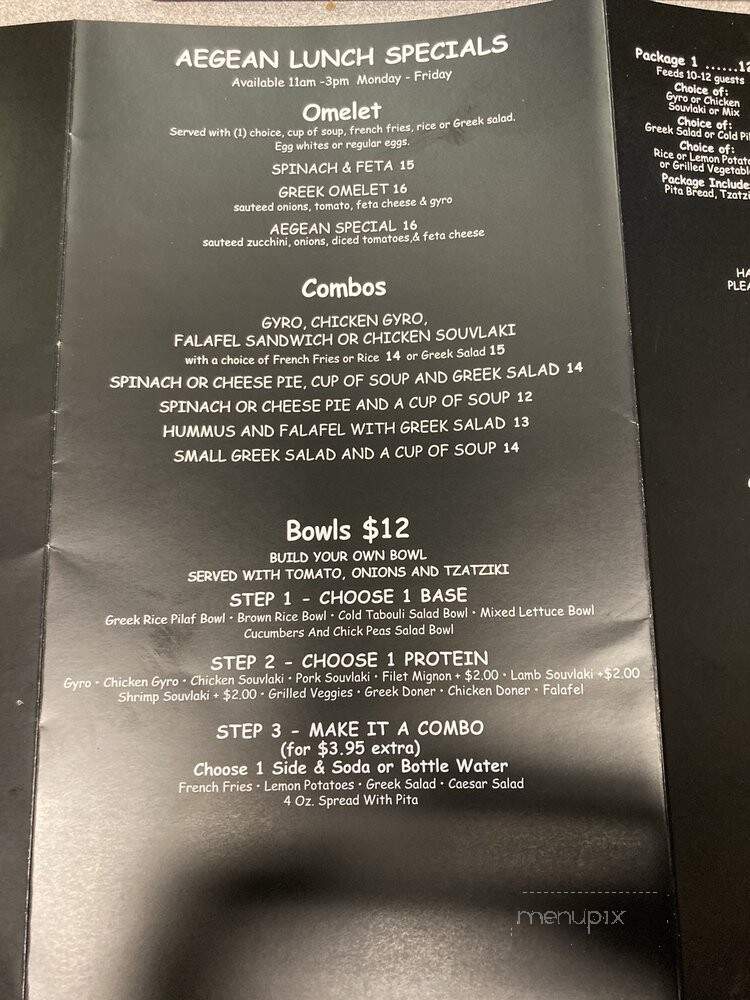 AEGEAN LUNCH SPECIALS
Available 11am -3pm Monday - Friday
Omelet
Served with (1) choice, cup of soup, french fries, rice or Greek salad.
Egg whites or regular eggs.
SPINACH & FETA 15
GREEK OMELET 16
sauteed onions, tomato, feta cheese & gyro
AEGEAN SPECIAL 16
sauteed zucchini, onions, diced tomatoes,& feta cheese
Combos
GYRO, CHICKEN GYRO,
FALAFEL SANDWICH OR CHICKEN SOUVLAKI
with a choice of French Fries or Rice 14 or Greek Salad 15
SPINACH OR CHEESE PIE, CUP OF SOUP AND GREEK SALAD 14
SPINACH OR CHEESE PIE AND A CUP OF SOUP 12
HUMMUS AND FALAFEL WITH GREEK SALAD 13
SMALL GREEK SALAD AND A CUP OF SOUP 14
Bowls $12
BUILD YOUR OWN BOWL
SERVED WITH TOMATO, ONIONS AND TZATZIKI
STEP 1 - CHOOSE 1 BASE
Greek Rice Pilaf Bowl • Brown Rice Bowl • Cold Tabouli Salad Bowl • Mixed Lettuce Bowl
Cucumbers And Chick Peas Salad Bowl
STEP 2 - CHOOSE 1 PROTEIN
Gyro • Chicken Gyro • Chicken Souvlaki • Pork Souvlaki • Filet Mignon + $2.00 • Lamb Souvlaki +$2.00
Shrimp Souvlaki + $2.00 • Grilled Veggies • Greek Doner • Chicken Doner • Falafel
STEP 3 - MAKE IT A COMBO
(for $3.95 extra)
Choose 1 Side & Soda or Bottle Water
French Fries • Lemon Potatoes • Greek Salad • Caesar Salad
4 Oz. Spread With Pita
Package 1 ......12
Feeds 10-12 guests
Choice of:
Gyro or Chicken
Souvlaki or Mix
Choice of:
Greek Salad or Cold
Choice of:
Rice or Lemon
or Grilled
Package
Pita Bread,
menupix